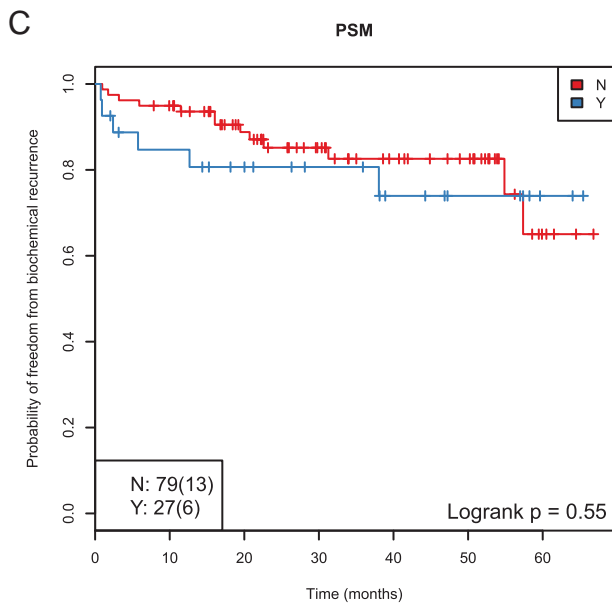 C
PSM
N
Y
Probability of freedom from biochemical recurrence
1.0
0.8
0.6
0.4
0.2
0.0
N: 79(13)
Y: 27(6)
Logrank p = 0.55
0 10 20 30 40 50 60
Time (months)